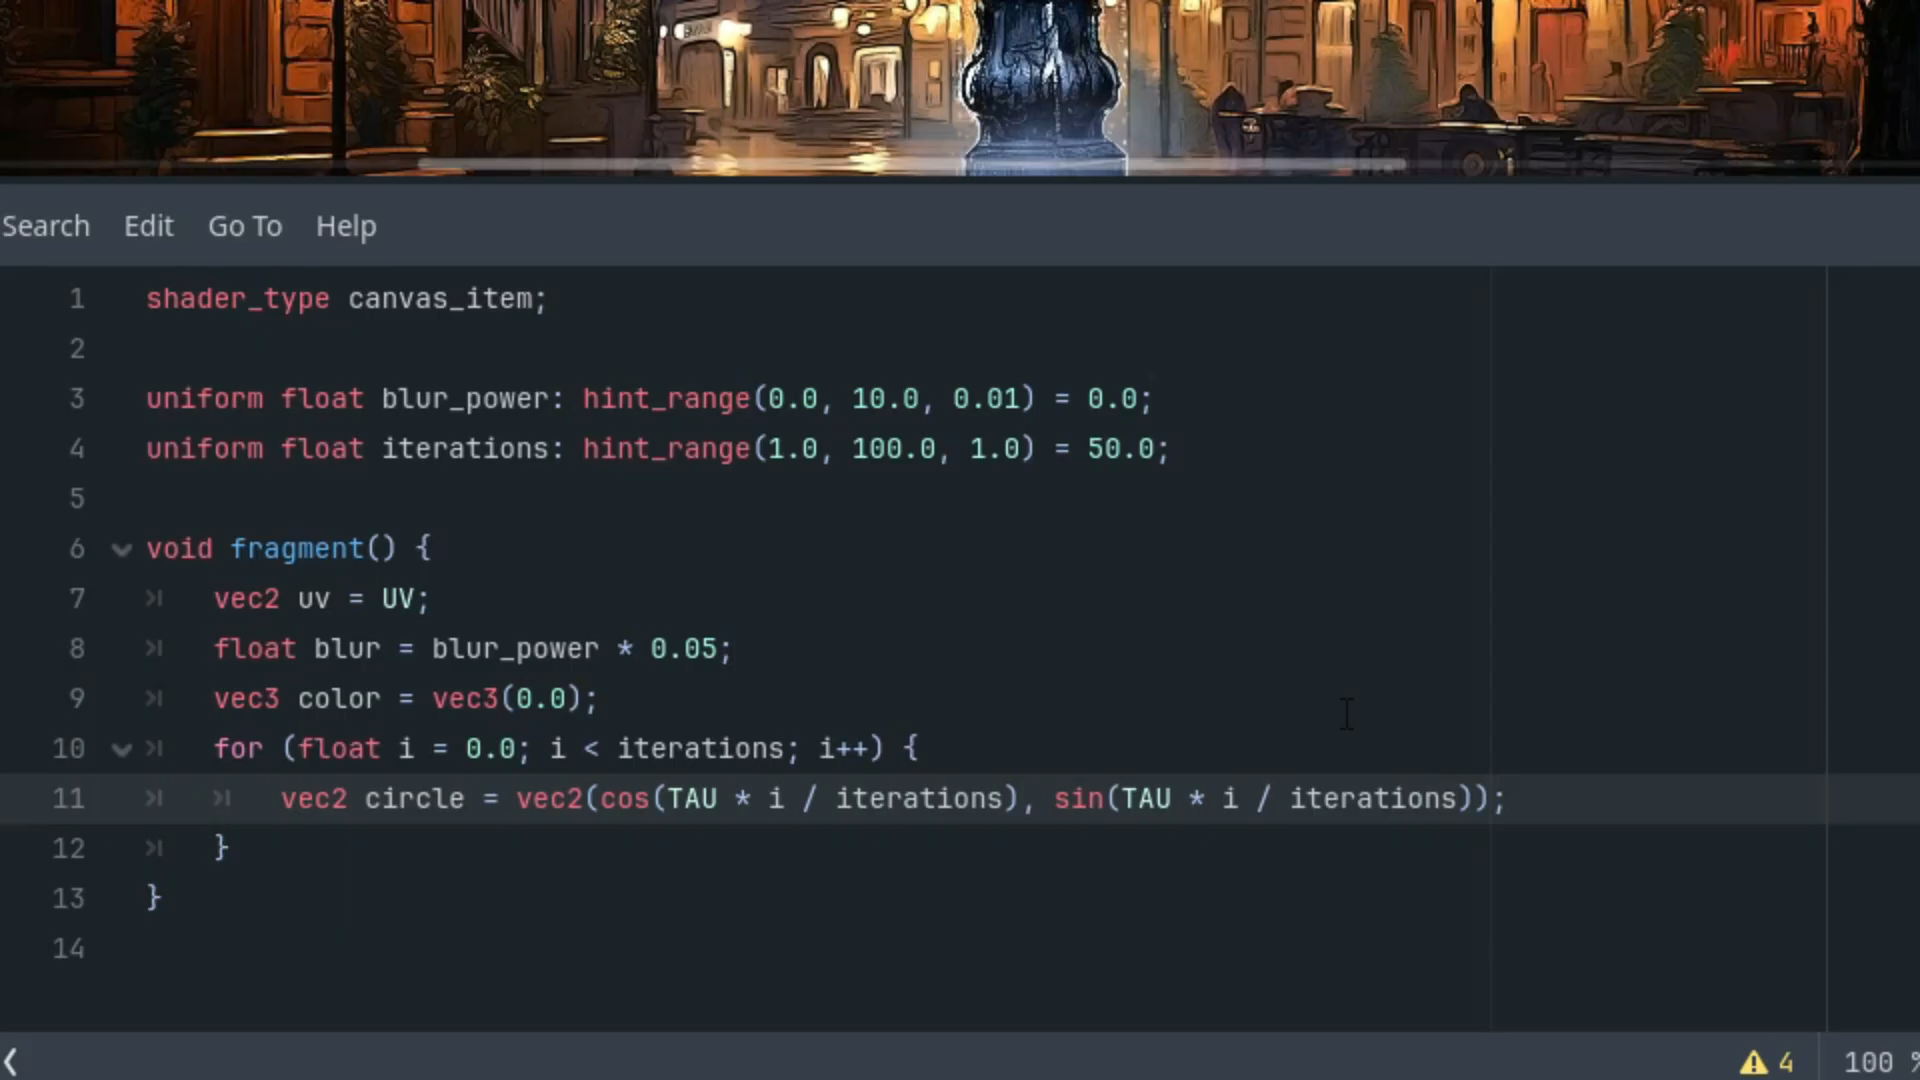 Search Edit Go To Help
1 shader_type canvas_item;
2
3 uniform float blur_power: hint_range(0.0, 10.0, 0.01) = 0.0;
4 uniform float iterations: hint_range(1.0, 100.0, 1.0) = 50.0;
5
6 void fragment() {
7 vec2 uv = UV;
8 float blur = blur_power * 0.05;
9 vec3 color = vec3(0.0);
10 for (float i = 0.0; i < iterations; i++) {
11 vec2 circle = vec2(cos(TAU * i / iterations), sin(TAU * i / iterations));
12 }
13 }
14
4 100 %